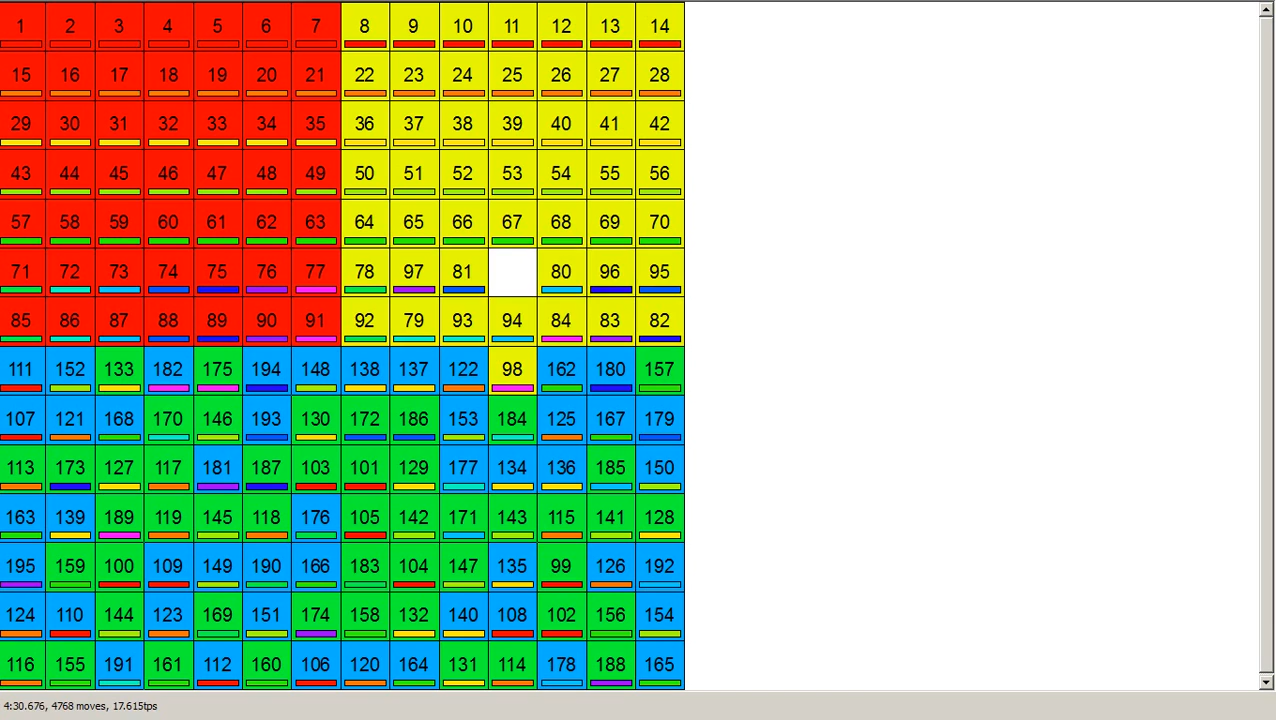 1 2 3 4 5 6 7 8 9 10 11 12 13 14
15 16 17 18 19 20 21 22 23 24 25 26 27 28
29 30 31 32 33 34 35 36 37 38 39 40 41 42
43 44 45 46 47 48 49 50 51 52 53 54 55 56
57 58 59 60 61 62 63 64 65 66 67 68 69 70
71 72 73 74 75 76 77 78 97 81 80 96 95
85 86 87 88 89 90 91 92 79 93 94 84 83 82
111 152 133 182 175 194 148 138 137 122 98 162 180 157
107 121 168 170 146 193 130 172 186 153 184 125 167 179
113 173 127 117 181 187 103 101 129 177 134 136 185 150
163 139 189 119 145 118 176 105 142 171 143 115 141 128
195 159 100 109 149 190 166 183 104 147 135 99 126 192
124 110 144 123 169 151 174 158 132 140 108 102 156 154
116 155 191 161 112 160 106 120 164 131 114 178 188 165
4:30.676, 4768 moves, 17.615tps